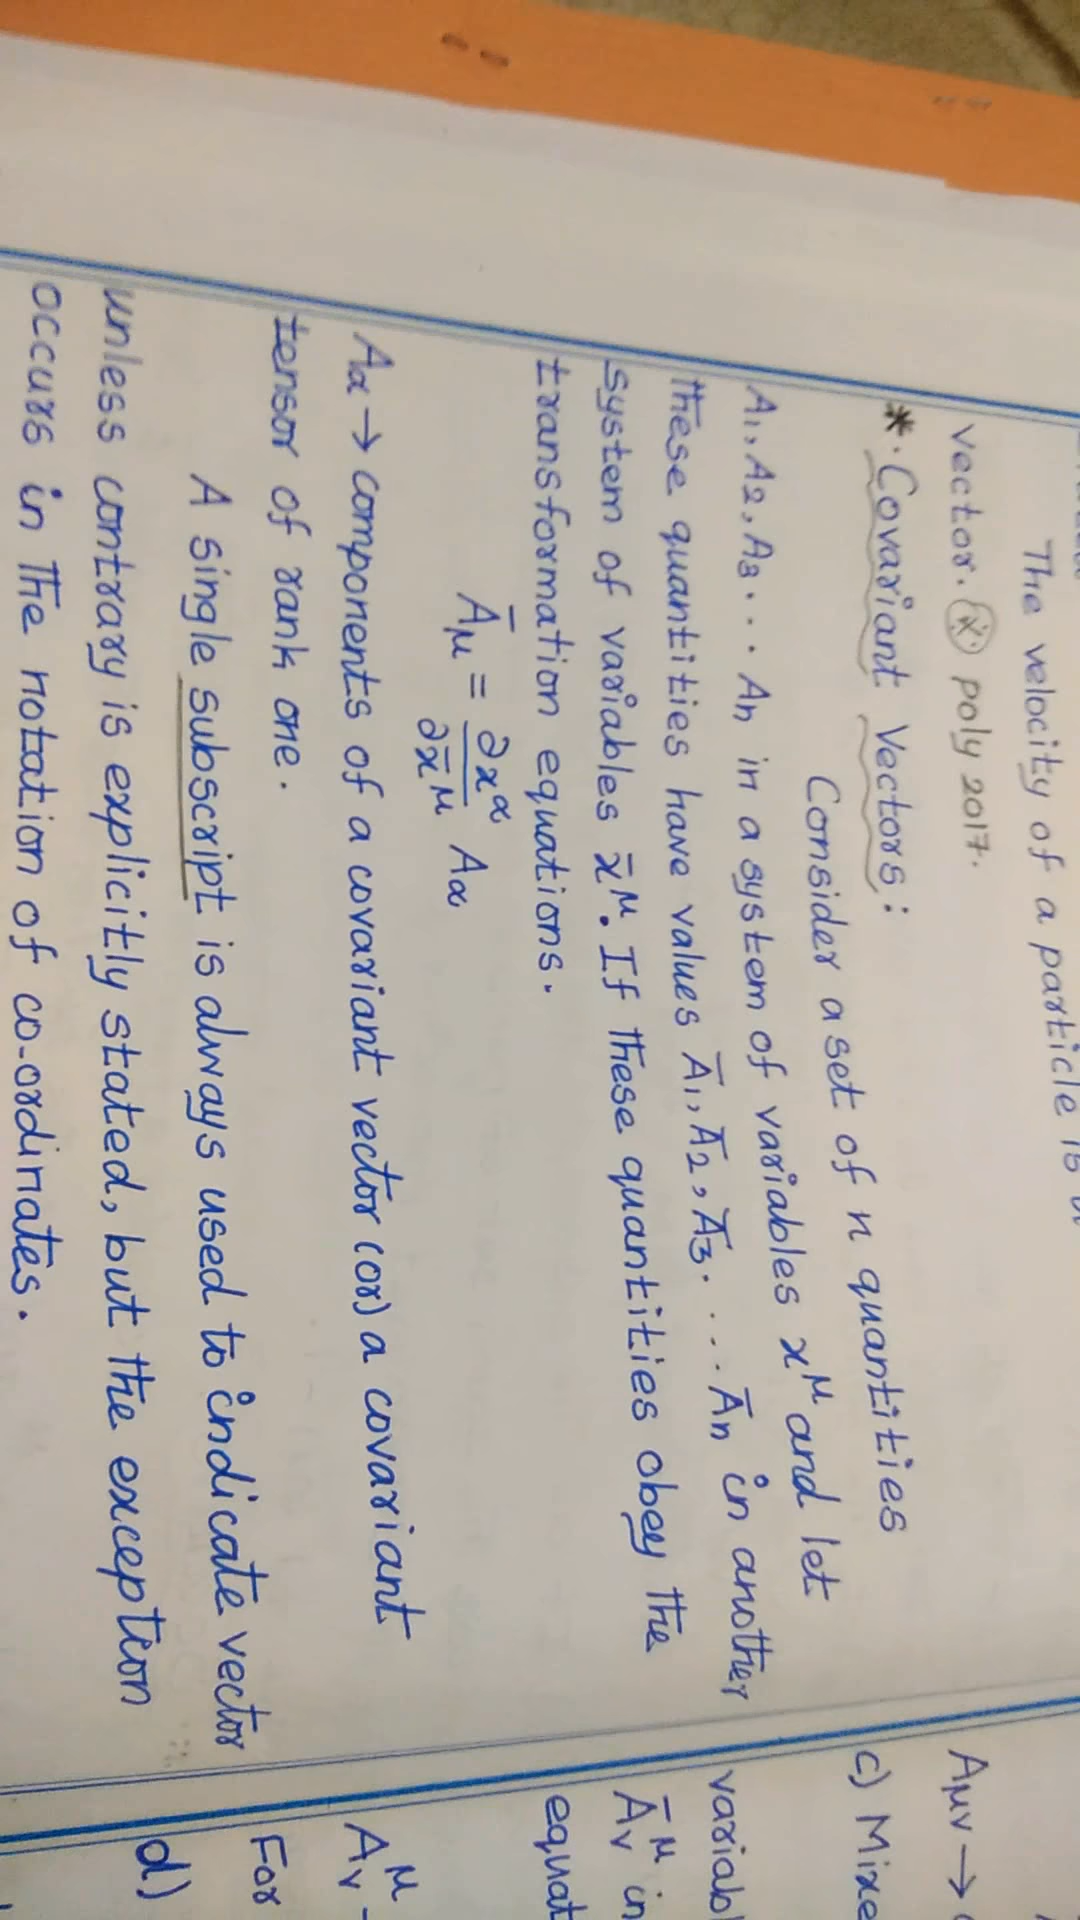 The velocity of a particle is a
vector. poly 2017.
*. Covariant Vectors:
Consider a set of n quantities
A₁, A₂, A₃... Aₙ in a system of variables x^μ and let
these quantities have values Ā₁, Ā₂, Ā₃.... Āₙ in another
system of variables x̄^μ. If these quantities obey the
transformation equations.
Ā_μ = ∂x^α/∂x̄^μ A_α
A_α → components of a covariant vector (or) a covariant
tensor of rank one.
A single subscript is always used to indicate vector
unless contrary is explicitly stated, but the exception
occurs in the notation of co-ordinates.
A_μν →
c) Mixe
variabl
Ā^μ_ν in
equat
A^μ_ν -
For
d)